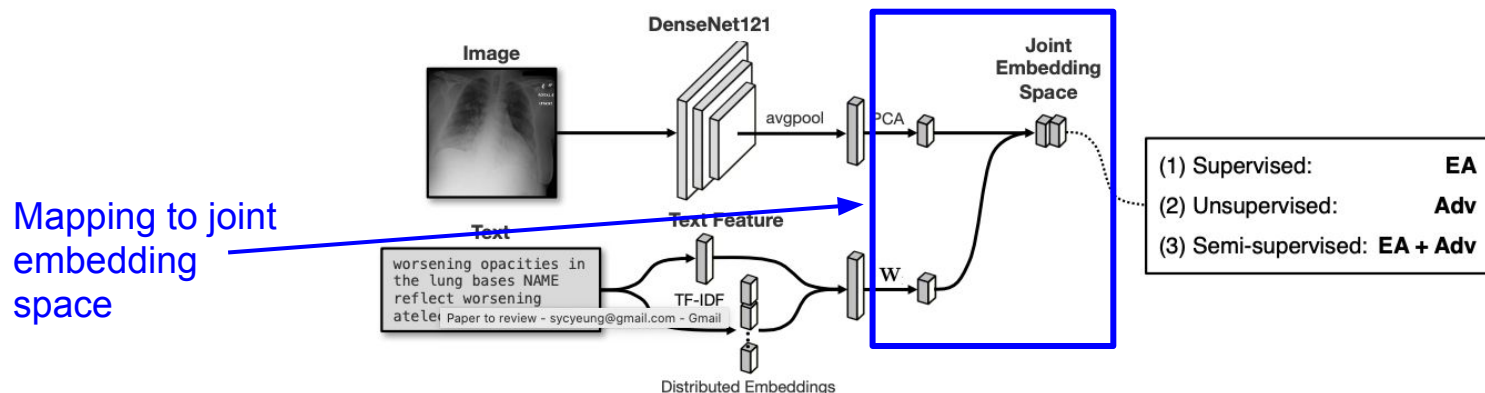 DenseNet121
Image
Joint
Embedding
Space
avgpool
PCA
(1) Supervised: EA
(2) Unsupervised: Adv
(3) Semi-supervised: EA + Adv
Mapping to joint
embedding
space
Text
Text Feature
worsening opacities in
the lung bases NAME
reflect worsening
TF-IDF
W
Paper to review - sycyeung@gmail.com - Gmail
Distributed Embeddings